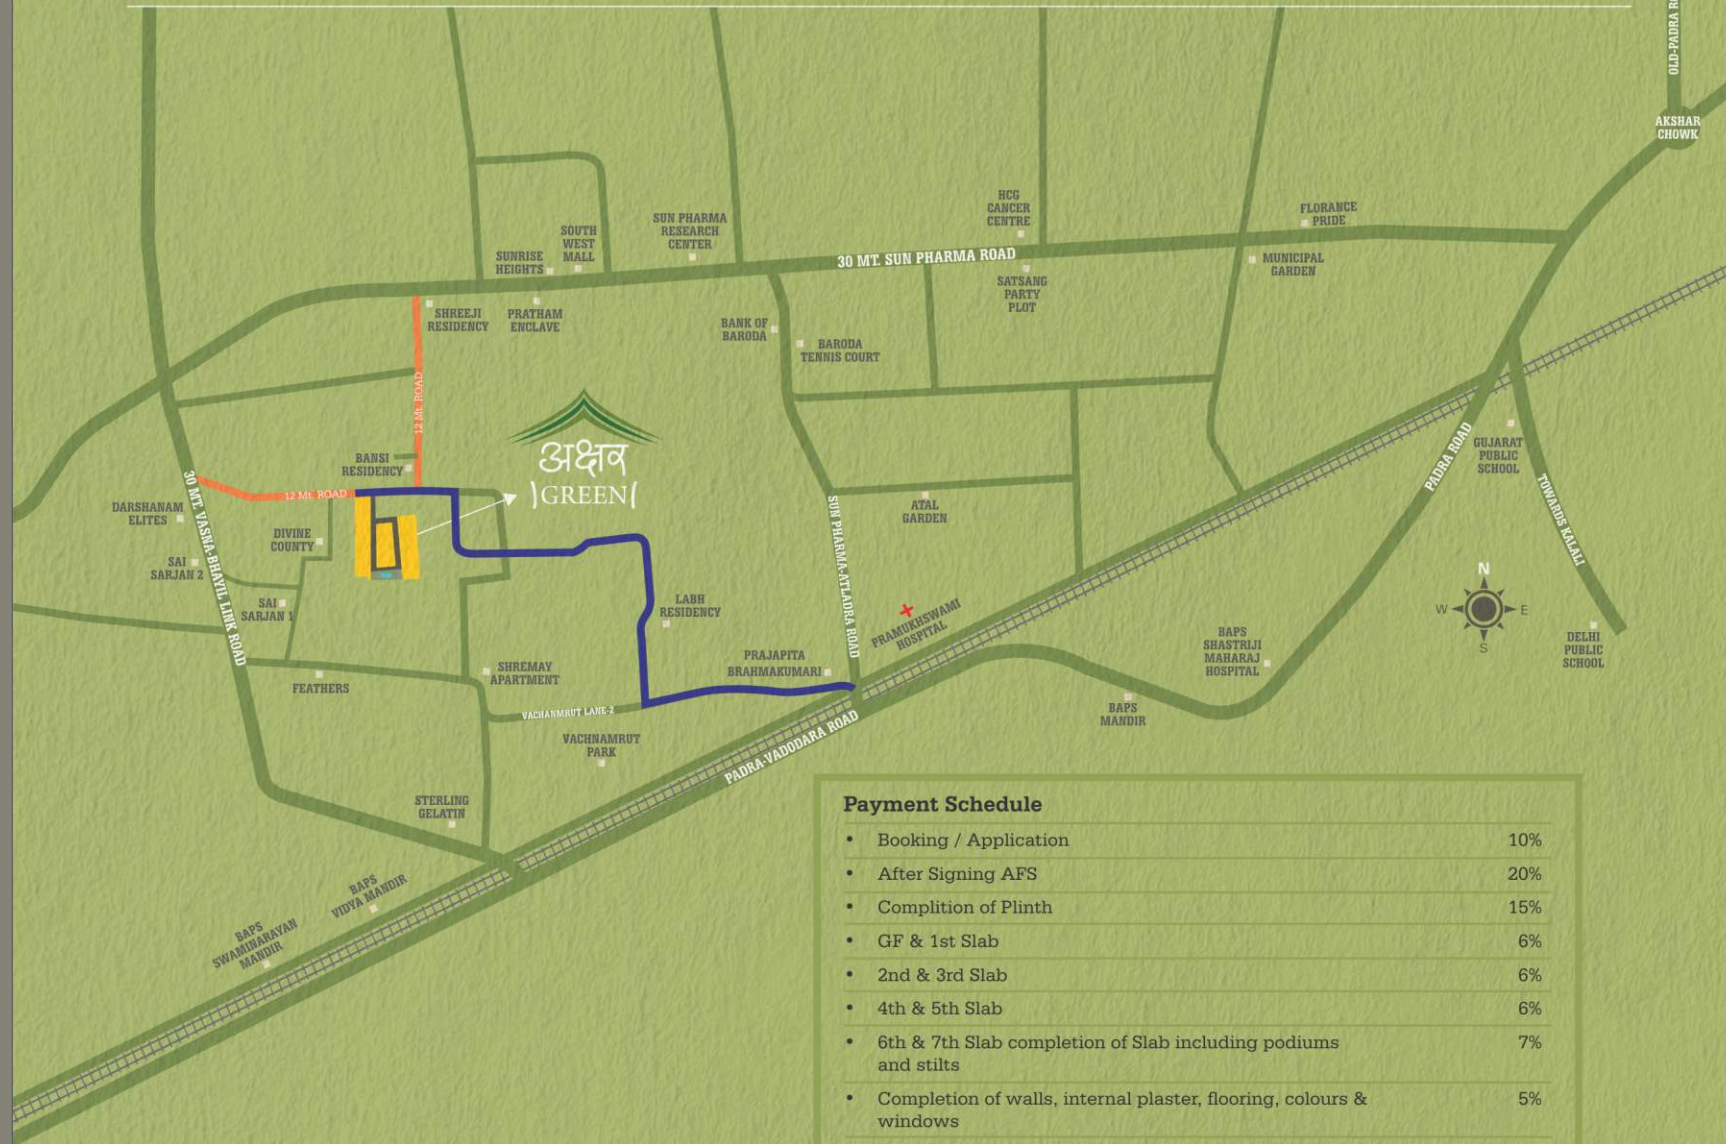 OLD-PADRA
AKSHAR
CHOWK
HCG
CANCER
CENTRE
FLORANCE
PRIDE
SUN PHARMA
RESEARCH
CENTER
SOUTH
WEST
MALL
SUNRISE
HEIGHTS
30 MT. SUN PHARMA ROAD
MUNICIPAL
GARDEN
SATSANG
PARTY
PLOT
SHREEJI
RESIDENCY
PRATHAM
ENCLAVE
BANK OF
BARODA
BARODA
TENNIS COURT
12 Mt. ROAD
अक्षर
GREEN
BANSI
RESIDENCY
12 Mt. ROAD
30 MT. VASNA-BHAYIL LINK ROAD
DARSHANAM
ELITES
DIVINE
COUNTY
SAI
SARJAN 2
SAI
SARJAN 1
ATAL
GARDEN
SUN PHARMA-ATLADRA ROAD
PADRA ROAD
GUJARAT
PUBLIC
SCHOOL
TOWARDS KALALI
N
W
E
S
LABH
RESIDENCY
PRAMUKHSWAMI
HOSPITAL
BAPS
SHASTRIJI
MAHARAJ
HOSPITAL
DELHI
PUBLIC
SCHOOL
PRAJAPITA
BRAHMAKUMARI
SHREMAY
APARTMENT
FEATHERS
VACHANMRUT LANE-2
VACHNAMRUT
PARK
PADRA-VADODARA ROAD
BAPS
MANDIR
STERLING
GELATIN
BAPS
VIDYA MANDIR
BAPS
SWAMINARAYAN
MANDIR
Payment Schedule
• Booking / Application 10%
• After Signing AFS 20%
• Complition of Plinth 15%
• GF & 1st Slab 6%
• 2nd & 3rd Slab 6%
• 4th & 5th Slab 6%
• 6th & 7th Slab completion of Slab including podiums 7%
and stilts
• Completion of walls, internal plaster, flooring, colours & 5%
windows